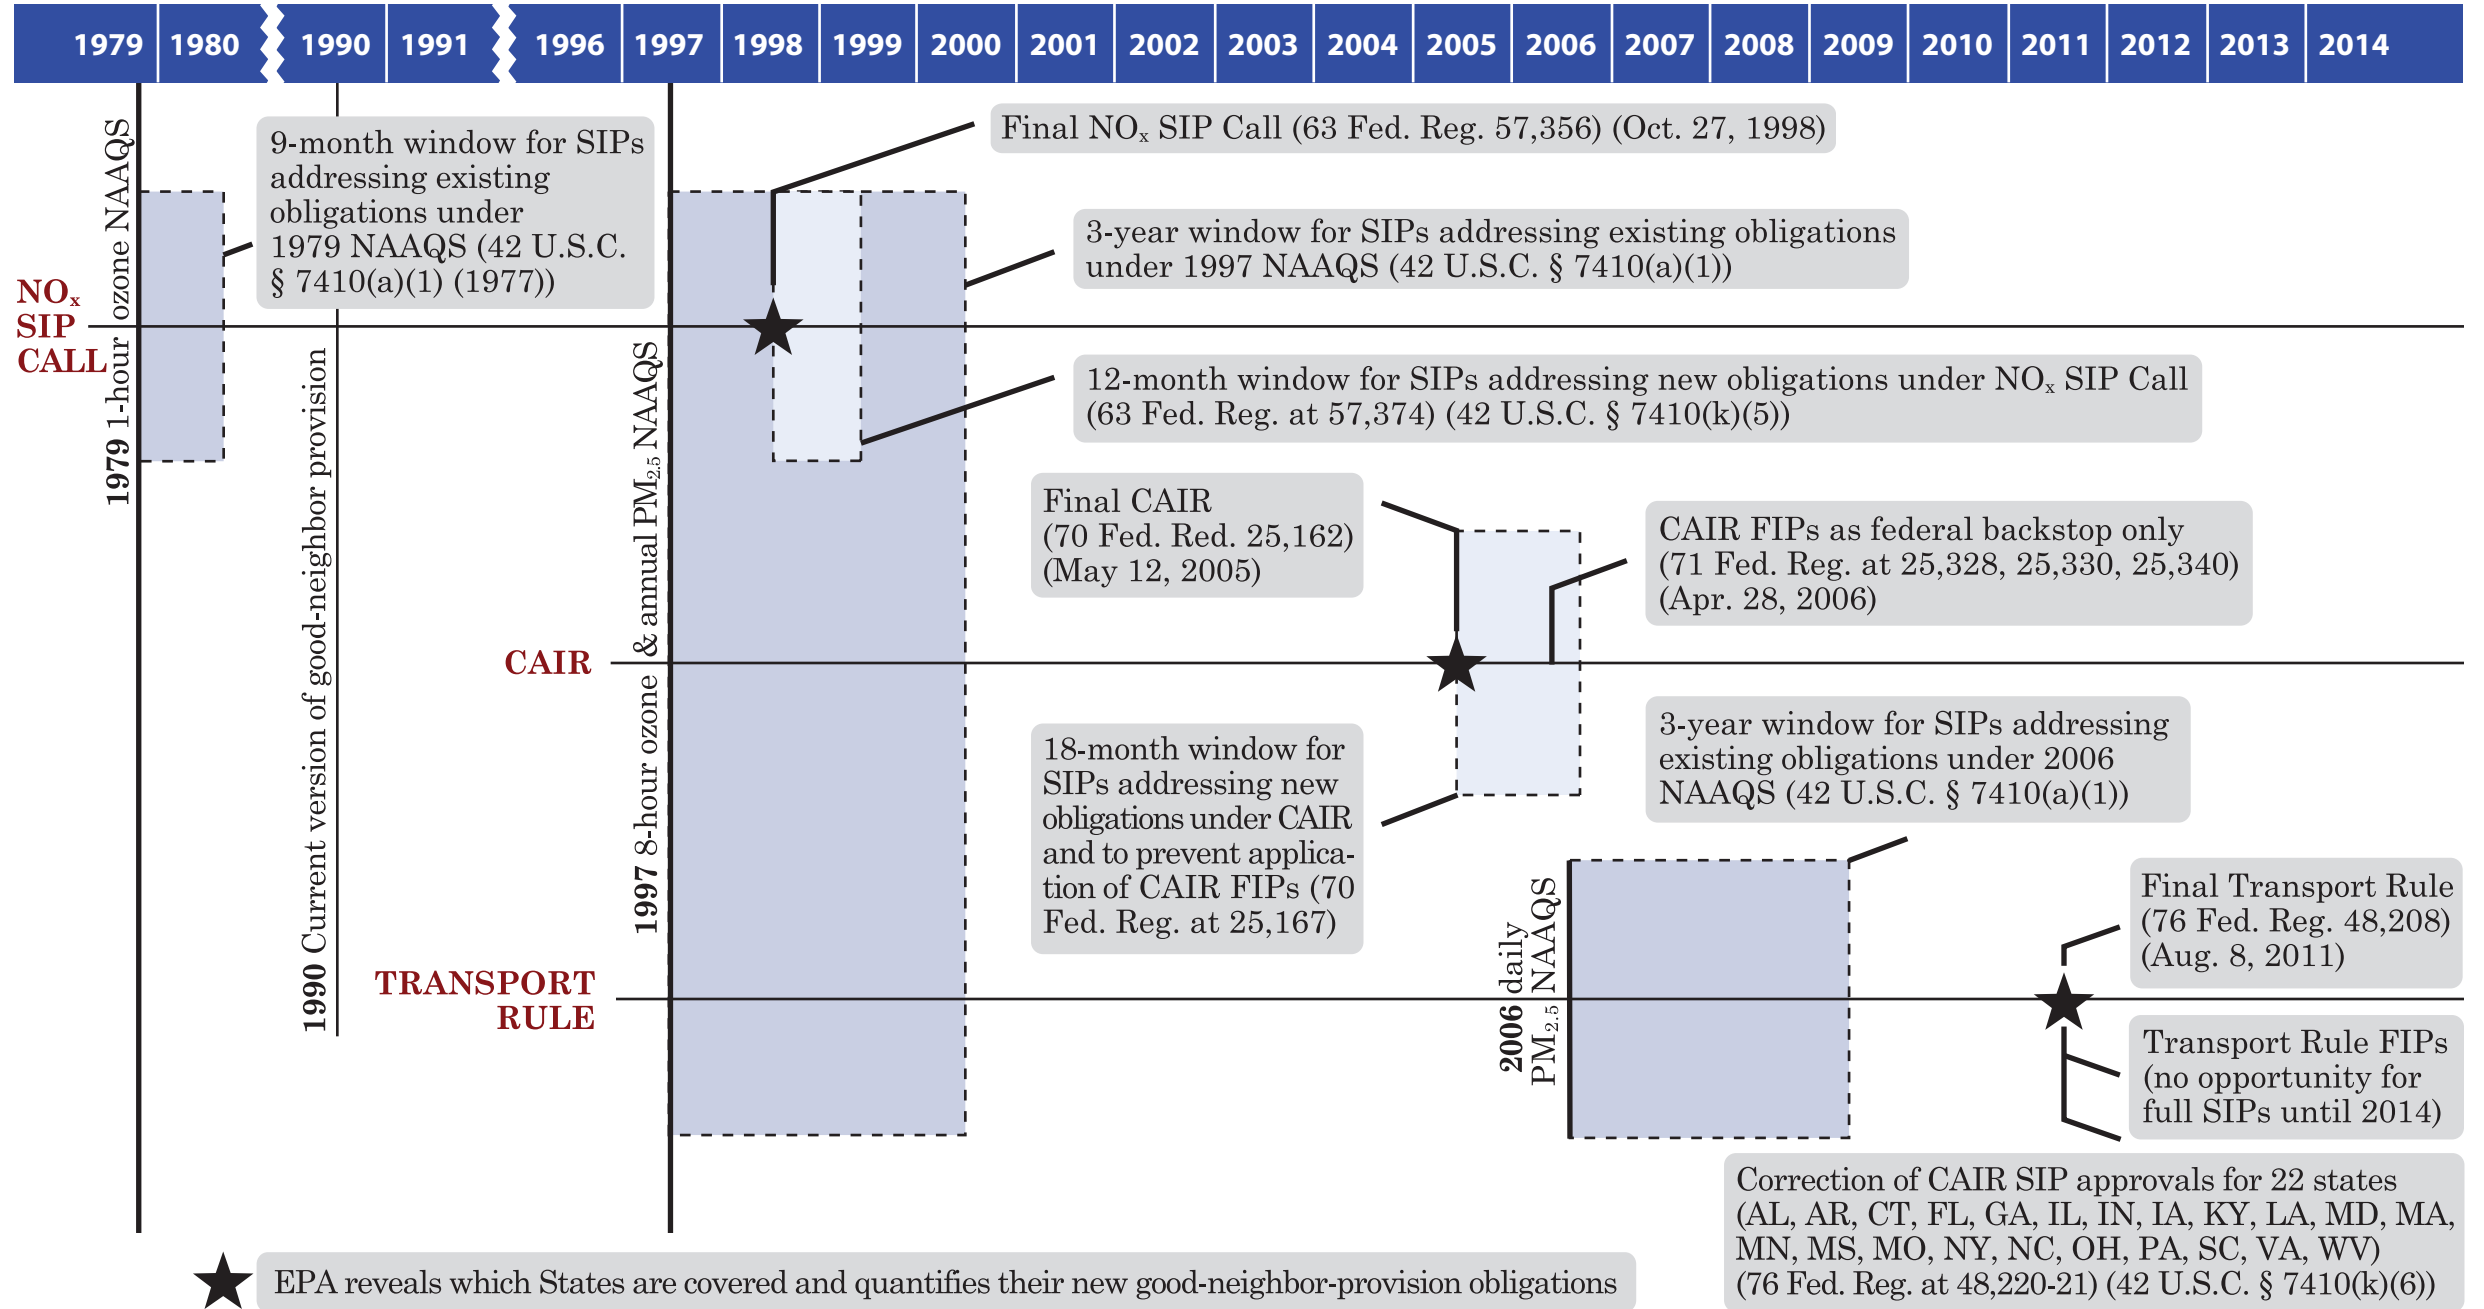 1979 1980 1990 1991 1996 1997 1998 1999 2000 2001 2002 2003 2004 2005 2006 2007 2008 2009 2010 2011 2012 2013 2014
1979 1-hour ozone NAAQS
9-month window for SIPs
addressing existing
obligations under
1979 NAAQS (42 U.S.C.
§ 7410(a)(1) (1977))
Final NOx SIP Call (63 Fed. Reg. 57,356) (Oct. 27, 1998)
3-year window for SIPs addressing existing obligations
under 1997 NAAQS (42 U.S.C. § 7410(a)(1))
NOx
SIP
CALL
1990 Current version of good-neighbor provision
1997 8-hour ozone & annual PM2.5 NAAQS
12-month window for SIPs addressing new obligations under NOx SIP Call
(63 Fed. Reg. at 57,374) (42 U.S.C. § 7410(k)(5))
Final CAIR
(70 Fed. Red. 25,162)
(May 12, 2005)
CAIR FIPs as federal backstop only
(71 Fed. Reg. at 25,328, 25,330, 25,340)
(Apr. 28, 2006)
CAIR
18-month window for
SIPs addressing new
obligations under CAIR
and to prevent applica-
tion of CAIR FIPs (70
Fed. Reg. at 25,167)
3-year window for SIPs addressing
existing obligations under 2006
NAAQS (42 U.S.C. § 7410(a)(1))
2006 daily
PM2.5 NAAQS
Final Transport Rule
(76 Fed. Reg. 48,208)
(Aug. 8, 2011)
TRANSPORT
RULE
Transport Rule FIPs
(no opportunity for
full SIPs until 2014)
Correction of CAIR SIP approvals for 22 states
(AL, AR, CT, FL, GA, IL, IN, IA, KY, LA, MD, MA,
MN, MS, MO, NY, NC, OH, PA, SC, VA, WV)
(76 Fed. Reg. at 48,220-21) (42 U.S.C. § 7410(k)(6))
EPA reveals which States are covered and quantifies their new good-neighbor-provision obligations